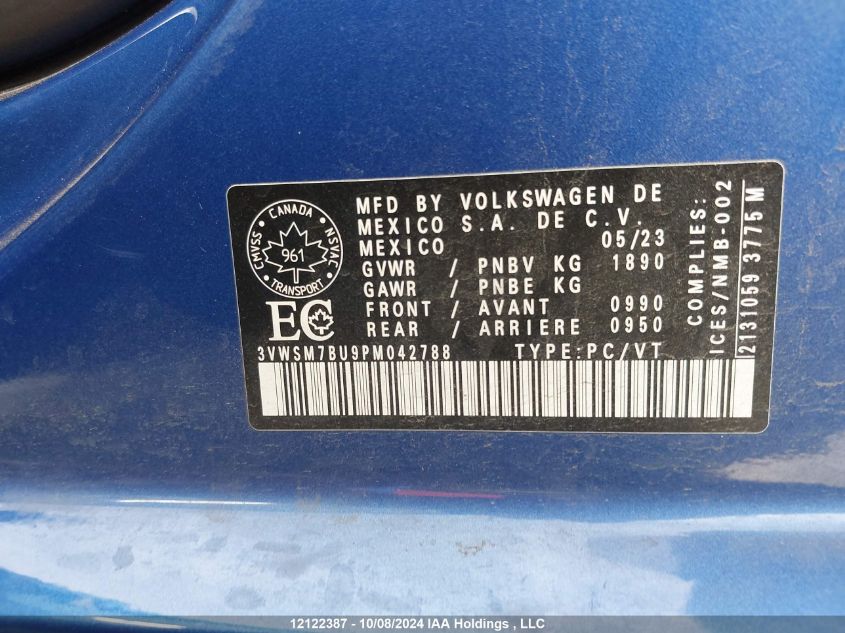 CANADA
CMVSS
NSVAC
961
TRANSPORT
EC
MFD BY VOLKSWAGEN DE
MEXICO S.A. DE C.V.
MEXICO 05/23
GVWR / PNBV KG 1890
GAWR / PNBE KG
FRONT / AVANT 0990
REAR / ARRIERE 0950
3VWSM7BU9PM042788 TYPE:PC/VT
COMPLIES:
ICES/NMB-002
2131059 3775 M
12122387 - 10/08/2024 IAA Holdings , LLC